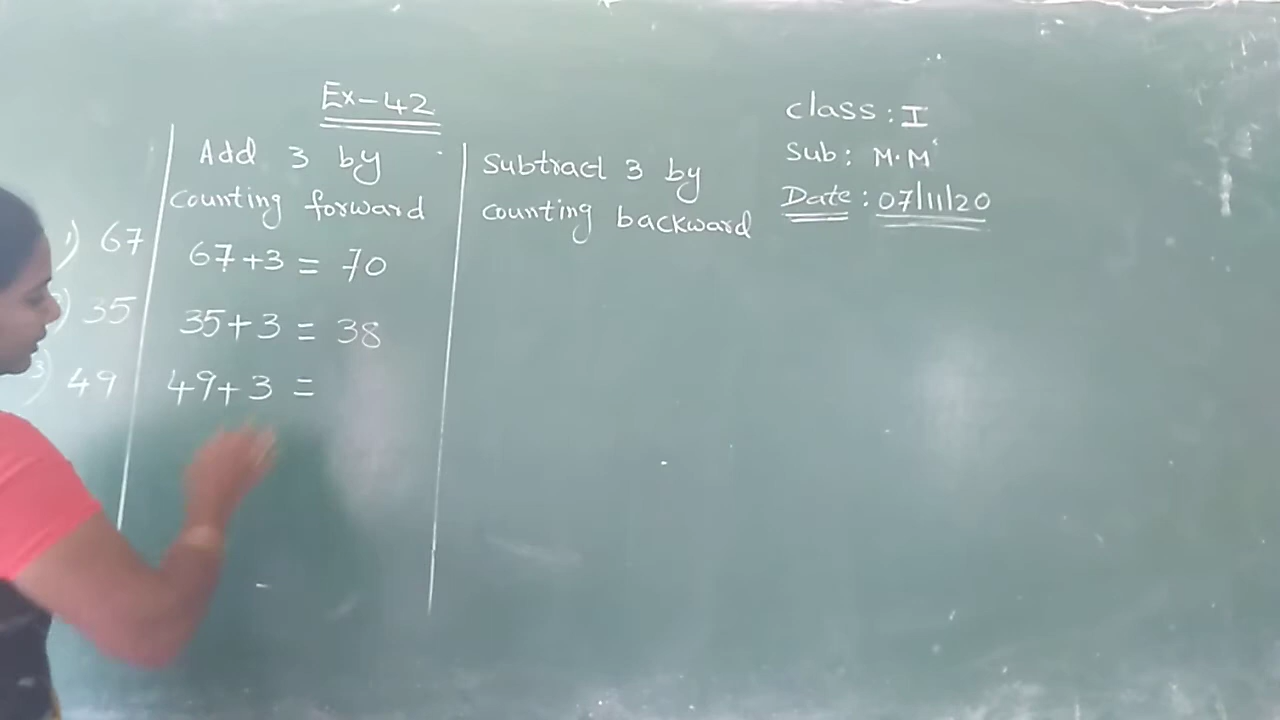 Ex-42
Add 3 by
counting forward
Subtract 3 by
counting backward
class: I
Sub: M.M
Date: 07/11/20
1) 67
67+3 = 70
2) 35
35+3 = 38
3) 49
49+3 =